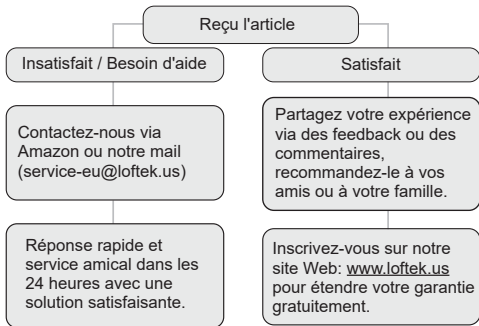 Reçu l'article
Insatisfait / Besoin d'aide
Satisfait
Contactez-nous via
Amazon ou notre mail
(service-eu@loftek.us)
Partagez votre expérience
via des feedback ou des
commentaires,
recommandez-le à vos
amis ou à votre famille.
Réponse rapide et
service amical dans les
24 heures avec une
solution satisfaisante.
Inscrivez-vous sur notre
site Web: www.loftek.us
pour étendre votre garantie
gratuitement.